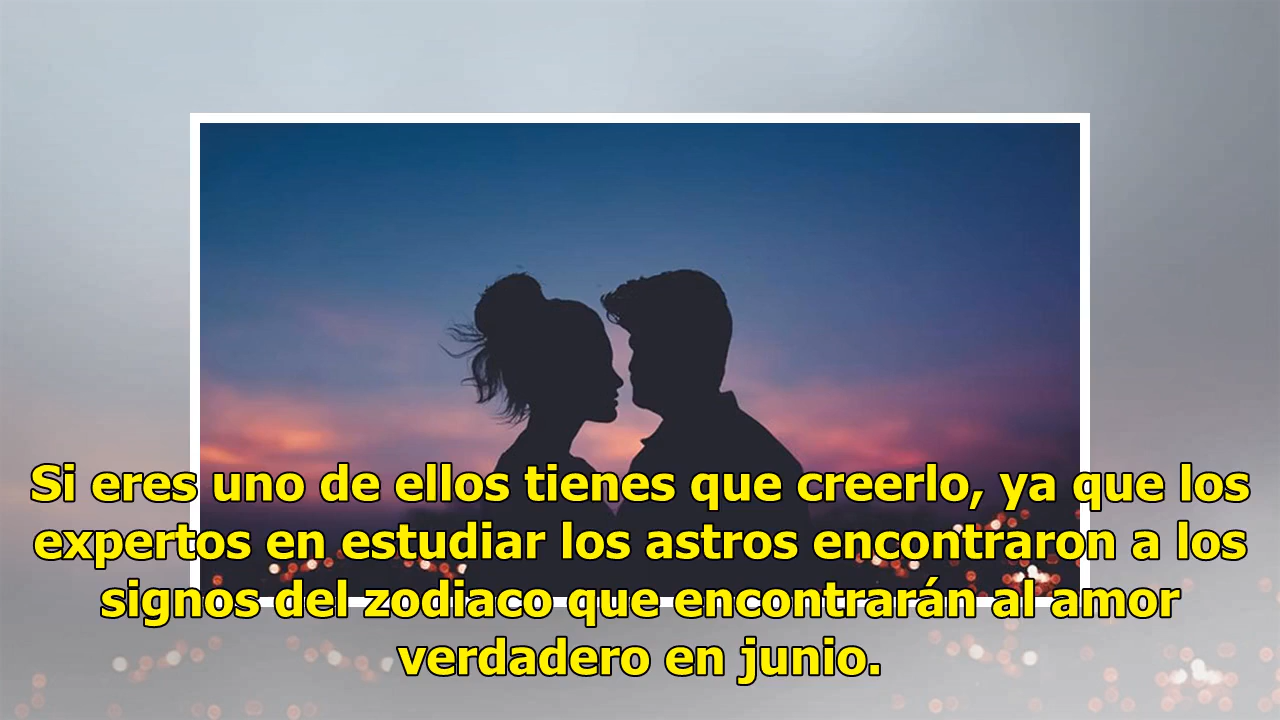 Si eres uno de ellos tienes que creerlo, ya que los
expertos en estudiar los astros encontraron a los
signos del zodiaco que encontrarán al amor
verdadero en junio.